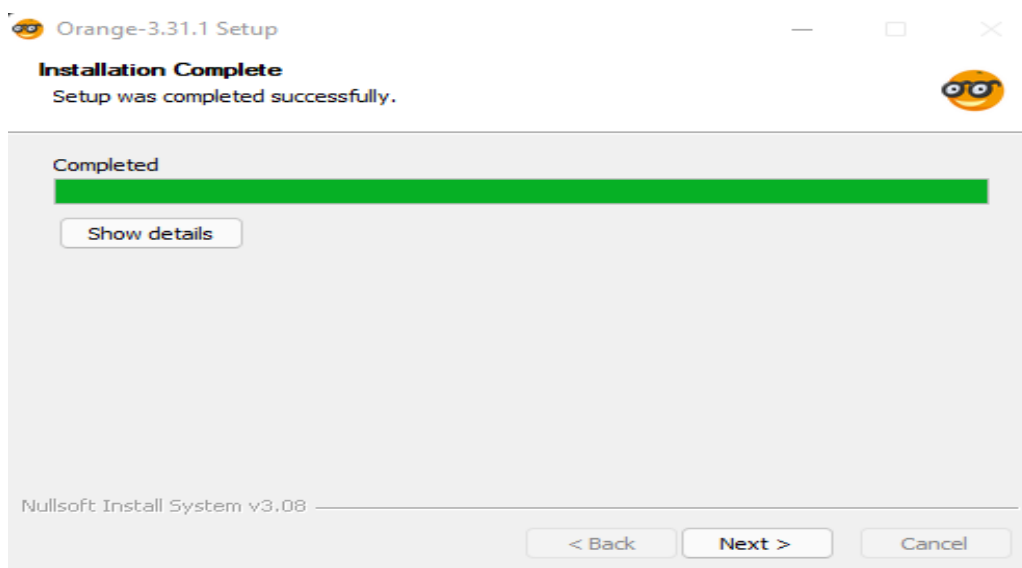 Orange-3.31.1 Setup
Installation Complete
Setup was completed successfully.
Completed
Show details
Nullsoft Install System v3.08
< Back Next > Cancel